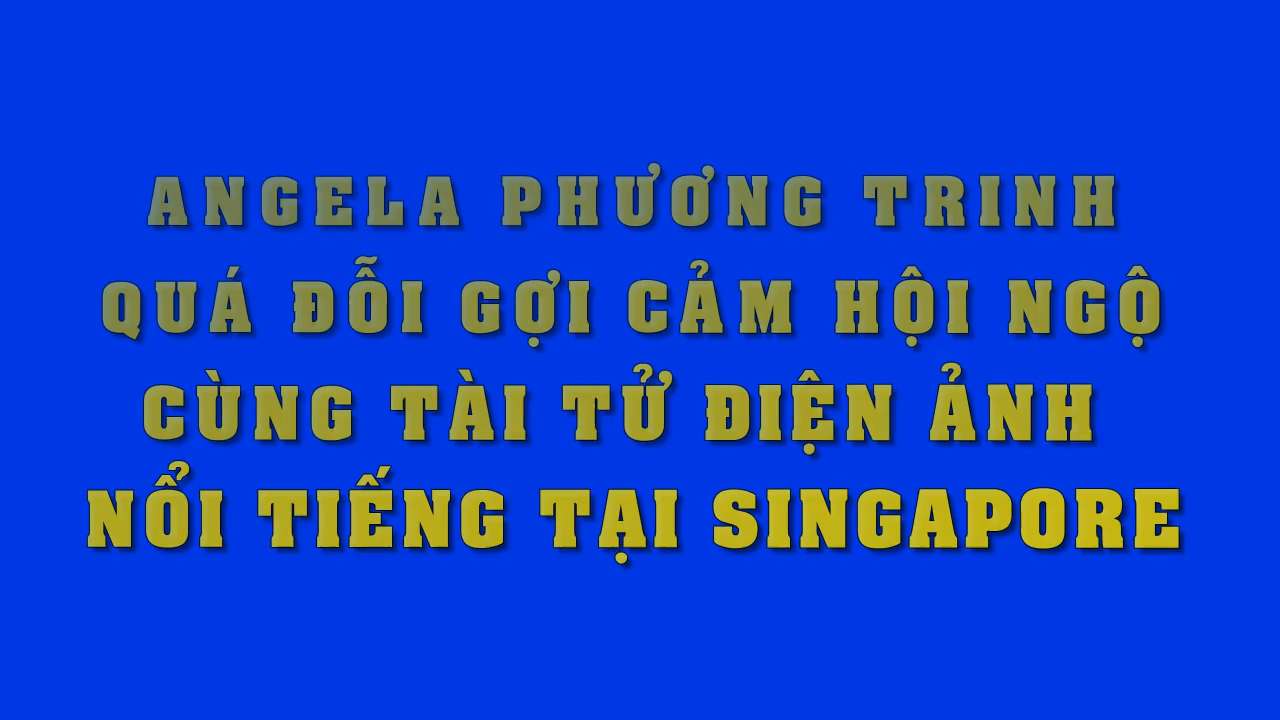 ANGELA PHƯƠNG TRINH
QUÁ ĐỖI GỢI CẢM HỘI NGỘ
CÙNG TÀI TỬ ĐIỆN ẢNH
NỔI TIẾNG TẠI SINGAPORE